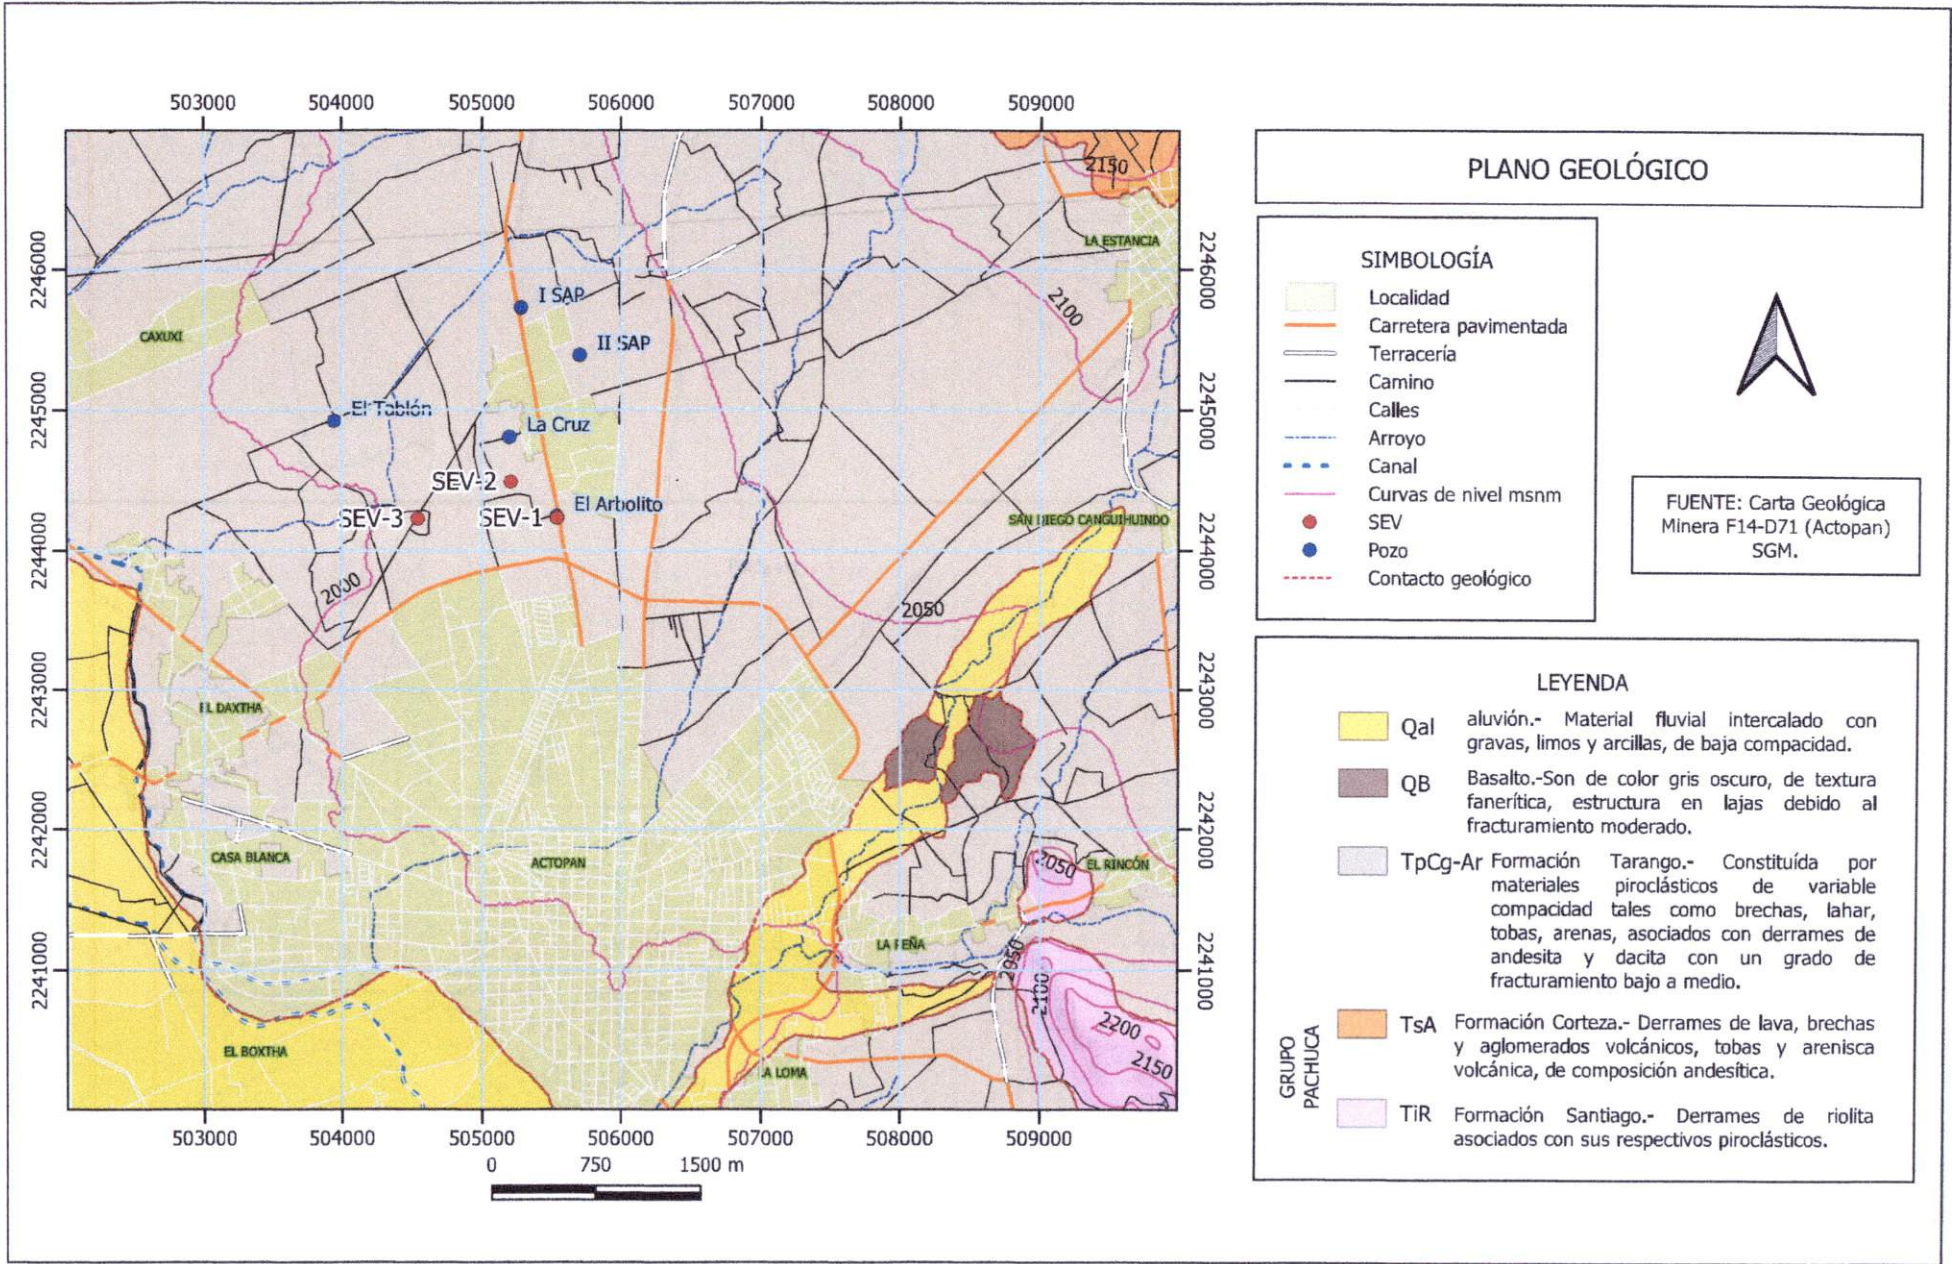 503000 504000 505000 506000 507000 508000 509000
2246000
2245000
2244000
2243000
2242000
2241000
2150
LA ESTANCIA
2100
I SAP
II SAP
CAXUXI
El Tablón
La Cruz
SEV-2
El Arbolito
SEV-3
SEV-1
SAN DIEGO CANGUIHUINDO
2000
2050
EL DAXTHA
CASA BLANCA
ACTOPAN
2050
EL RINCÓN
LA PEÑA
2050
2100
2200
2150
EL BOXTHA
LA LOMA
2246000
2245000
2244000
2243000
2242000
2241000
503000 504000 505000 506000 507000 508000 509000
0 750 1500 m
PLANO GEOLÓGICO
SIMBOLOGÍA
Localidad
Carretera pavimentada
Terracería
Camino
Calles
Arroyo
Canal
Curvas de nivel msnm
SEV
Pozo
Contacto geológico
FUENTE: Carta Geológica
Minera F14-D71 (Actopan)
SGM.
LEYENDA
Qal aluvión.- Material fluvial intercalado con
gravas, limos y arcillas, de baja compacidad.
QB Basalto.-Son de color gris oscuro, de textura
fanerítica, estructura en lajas debido al
fracturamiento moderado.
TpCg-Ar Formación Tarango.- Constituída por
materiales piroclásticos de variable
compacidad tales como brechas, lahar,
tobas, arenas, asociados con derrames de
andesita y dacita con un grado de
fracturamiento bajo a medio.
GRUPO
PACHUCA
TsA Formación Corteza.- Derrames de lava, brechas
y aglomerados volcánicos, tobas y arenisca
volcánica, de composición andesítica.
TiR Formación Santiago.- Derrames de riolita
asociados con sus respectivos piroclásticos.